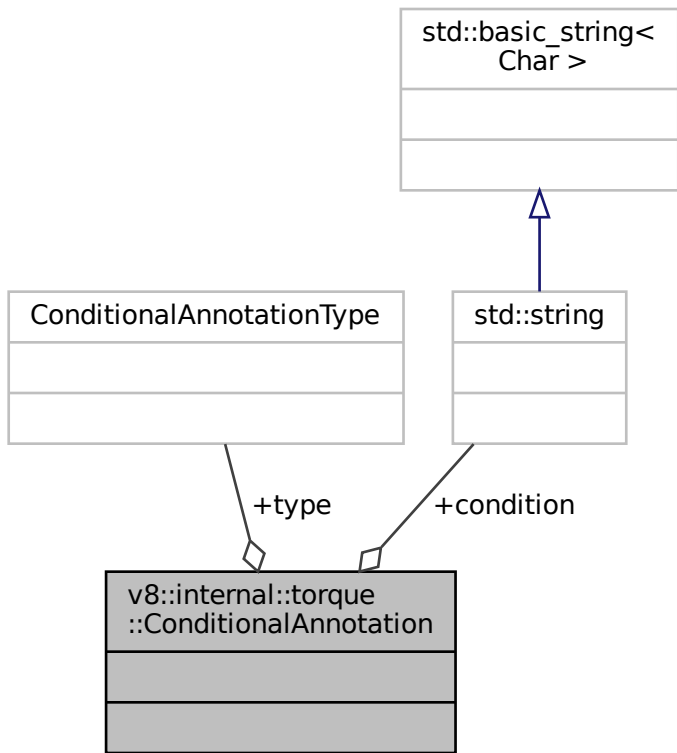 std::basic_string<
Char >
ConditionalAnnotationType
std::string
+type
+condition
v8::internal::torque
::ConditionalAnnotation